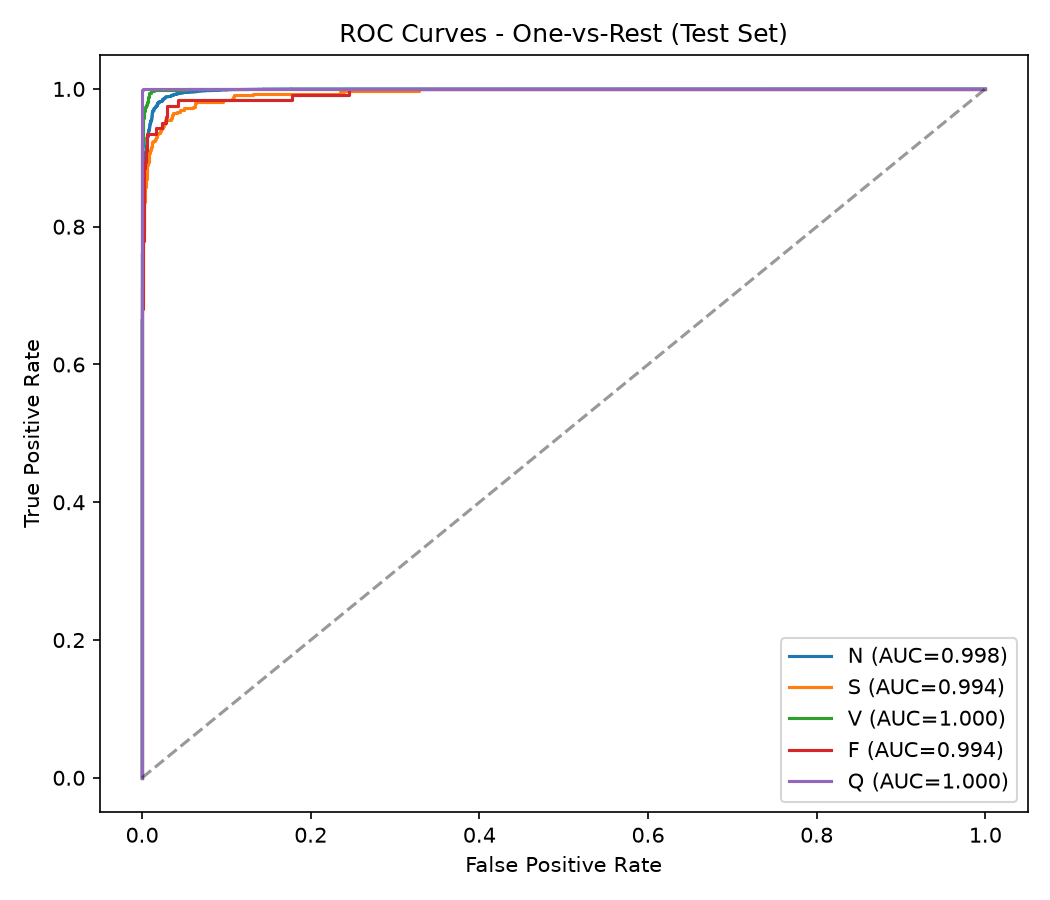 ROC Curves - One-vs-Rest (Test Set)
True Positive Rate
1.0
0.8
0.6
0.4
0.2
0.0
0.0 0.2 0.4 0.6 0.8 1.0
False Positive Rate
N (AUC=0.998)
S (AUC=0.994)
V (AUC=1.000)
F (AUC=0.994)
Q (AUC=1.000)